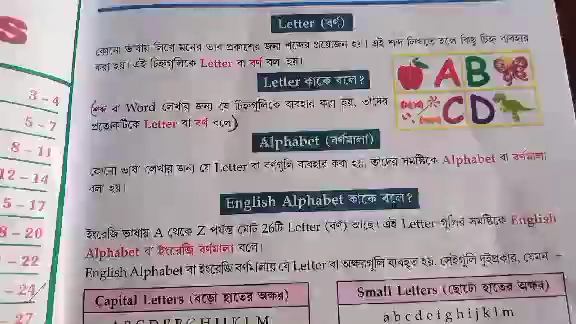 Letter (বর্ণ)
কোনো ভাষায় লিখে মনের ভাব প্রকাশের জন্য শব্দের প্রয়োজন হয়। এই শব্দ লিখতে হলে কিছু চিহ্ন ব্যবহার
করা হয়। এই চিহ্নগুলিকে Letter বা বর্ণ বলা হয়।
Letter কাকে বলে?
শব্দ বা Word লেখার জন্য যে চিহ্নগুলিকে ব্যবহার করা হয়, তাদের
প্রত্যেকটিকে Letter বা বর্ণ বলে।
A B
C D
Alphabet (বর্ণমালা)
কোনো ভাষা লেখার জন্য যে Letter বা বর্ণগুলি ব্যবহার করা হয়, তাদের সমষ্টিকে Alphabet বা বর্ণমালা
বলা হয়।
English Alphabet কাকে বলে?
ইংরেজি ভাষায় A থেকে Z পর্যন্ত মোট 26টি Letter (বর্ণ) আছে। এই Letter গুলির সমষ্টিকে English
Alphabet বা ইংরেজি বর্ণমালা বলে।
English Alphabet বা ইংরেজি বর্ণমালায় যে Letter বা অক্ষরগুলি ব্যবহৃত হয়, সেইগুলি দুইপ্রকার, যেমন –
Capital Letters (বড়ো হাতের অক্ষর)
A B C D E F G H I J K L M
Small Letters (ছোটো হাতের অক্ষর)
a b c d e f g h i j k l m
S
3 - 4
5 - 7
8 - 11
12 - 14
5 - 17
8 - 20
- 22
- 24
- 27